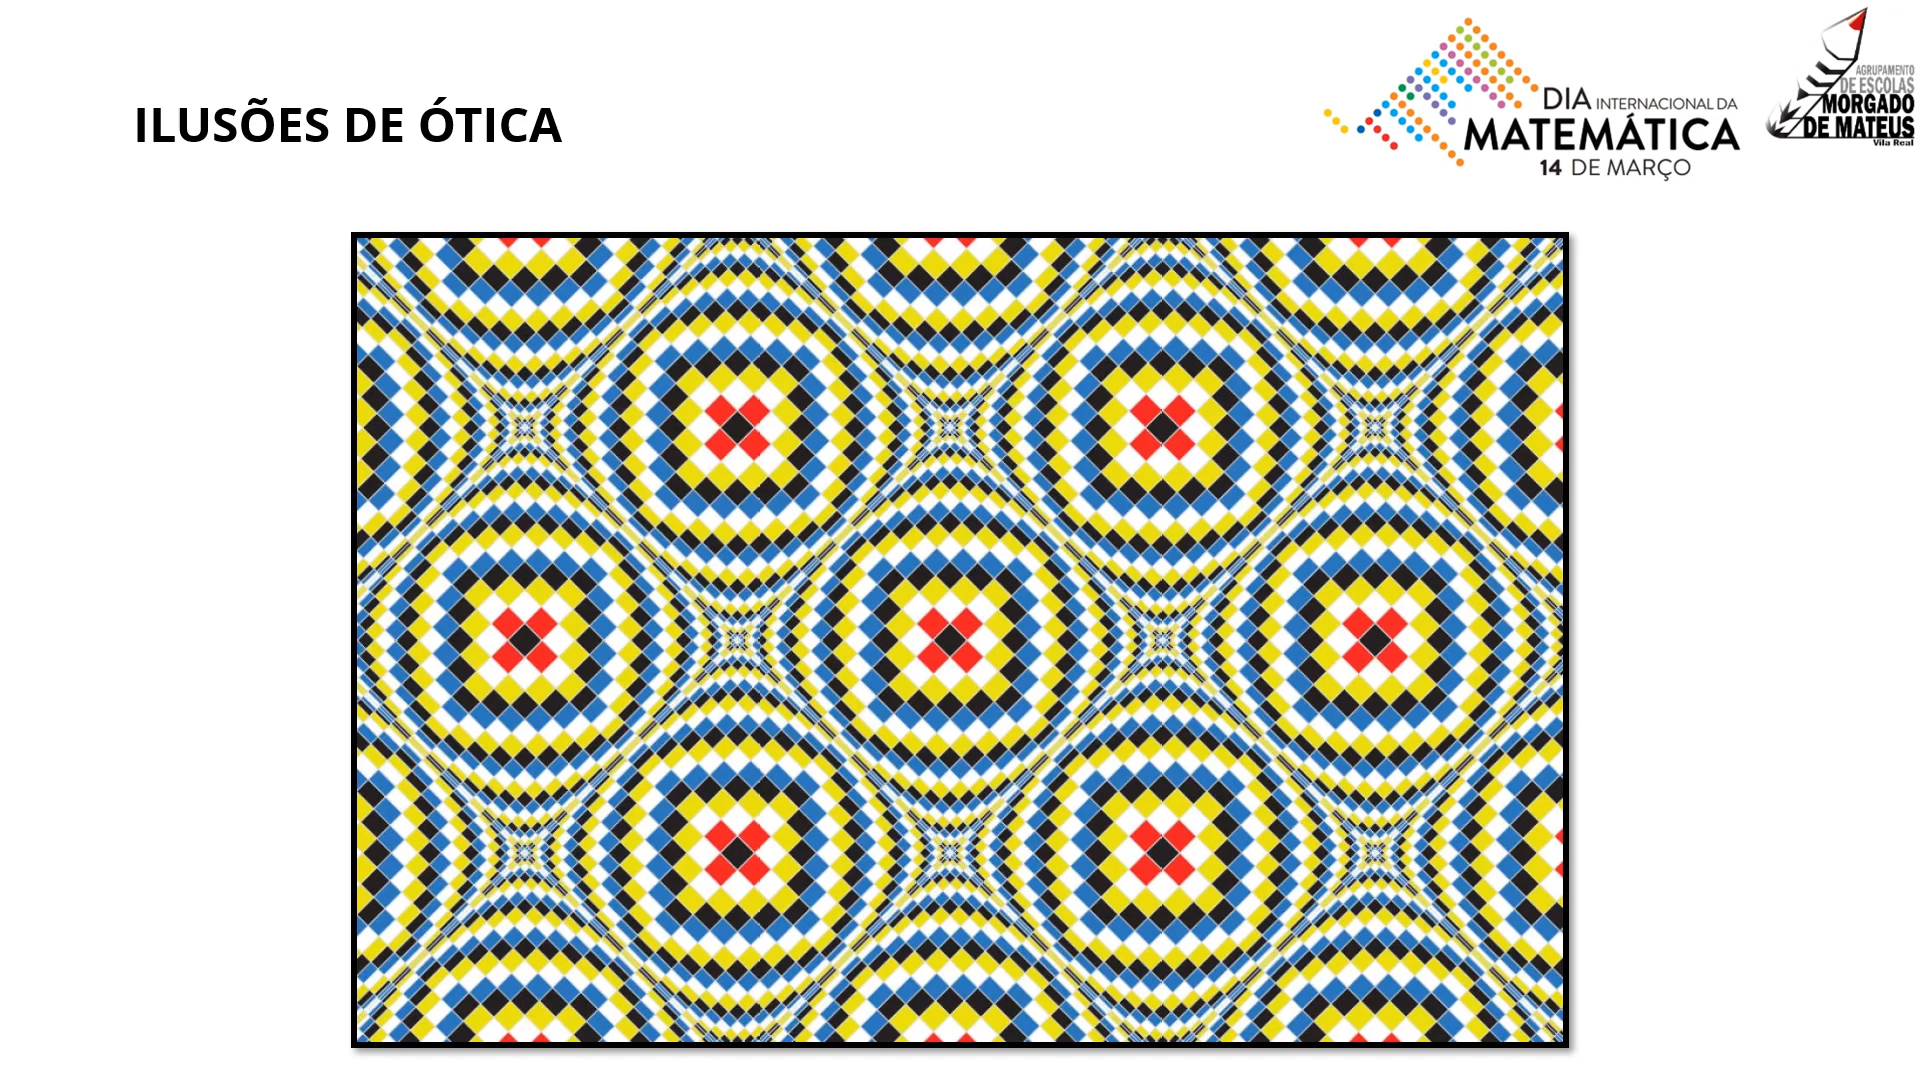 ILUSÕES DE ÓTICA
DIA INTERNACIONAL DA
MATEMÁTICA
14 DE MARÇO
AGRUPAMENTO
DE ESCOLAS
MORGADO
DE MATEUS
Vila Real